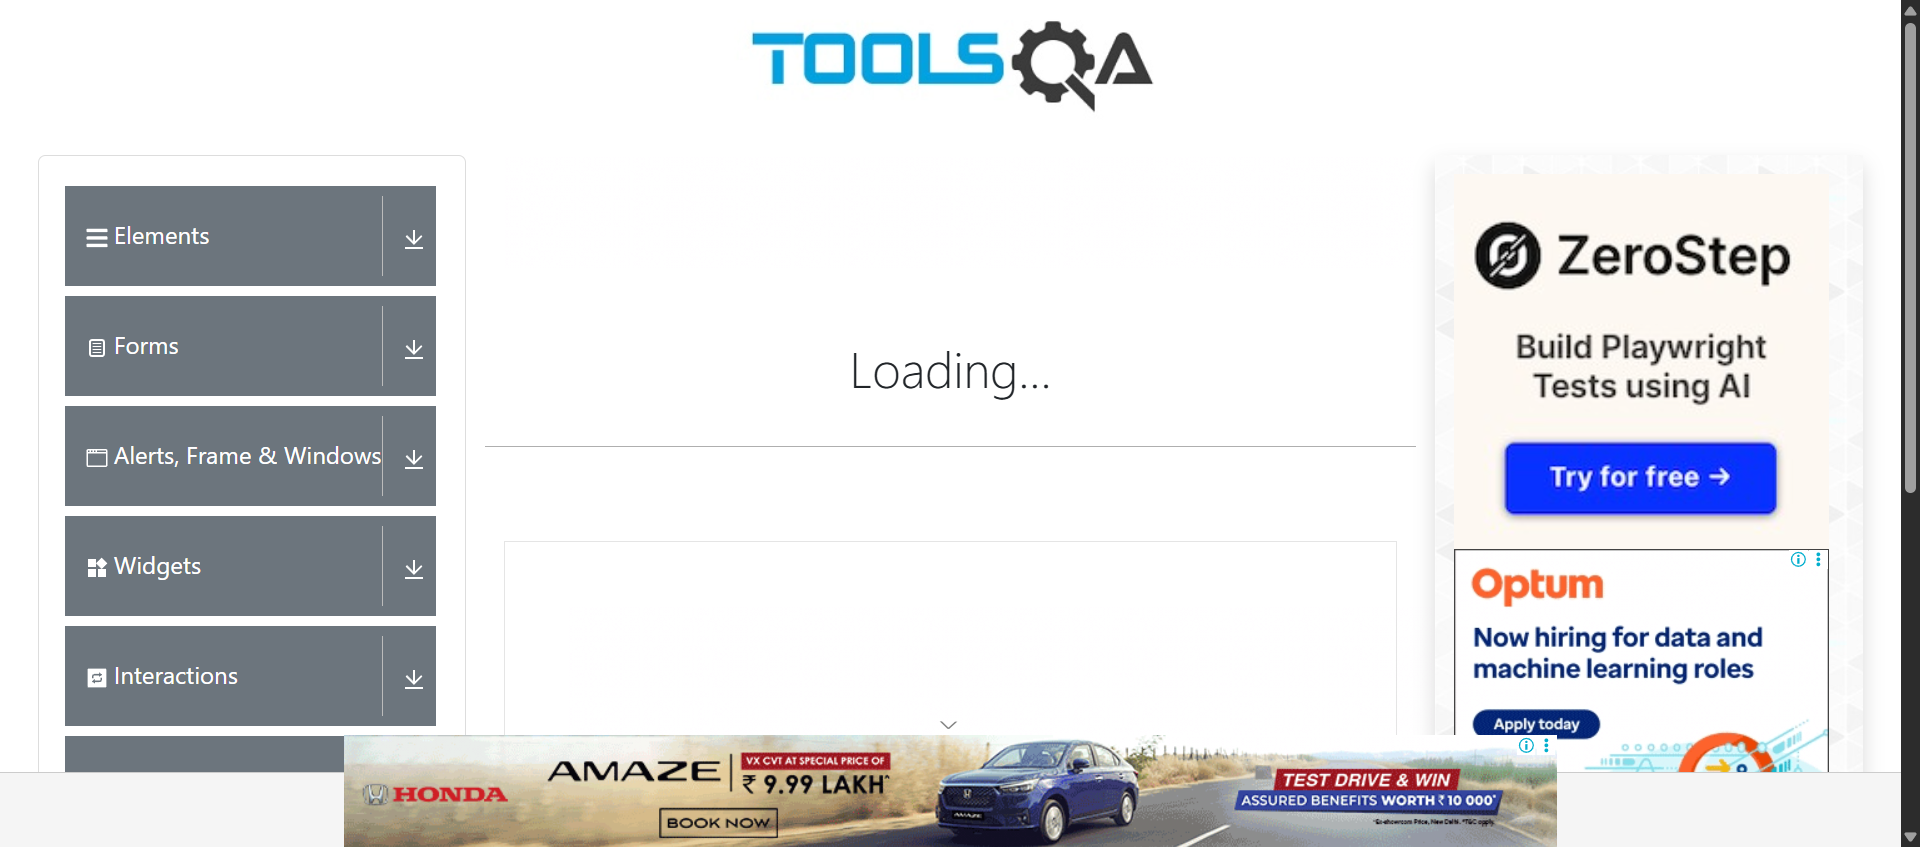 TOOLSQA
Elements
Forms
Alerts, Frame & Windows
Widgets
Interactions
Loading...
ZeroStep
Build Playwright
Tests using AI
Try for free →
Optum
Now hiring for data and
machine learning roles
Apply today
HONDA
AMAZE
VX CVT AT SPECIAL PRICE OF
₹ 9.99 LAKH^
BOOK NOW
TEST DRIVE & WIN
ASSURED BENEFITS WORTH ₹ 10 000*
^Ex-showroom Price, New Delhi. *T&C apply.